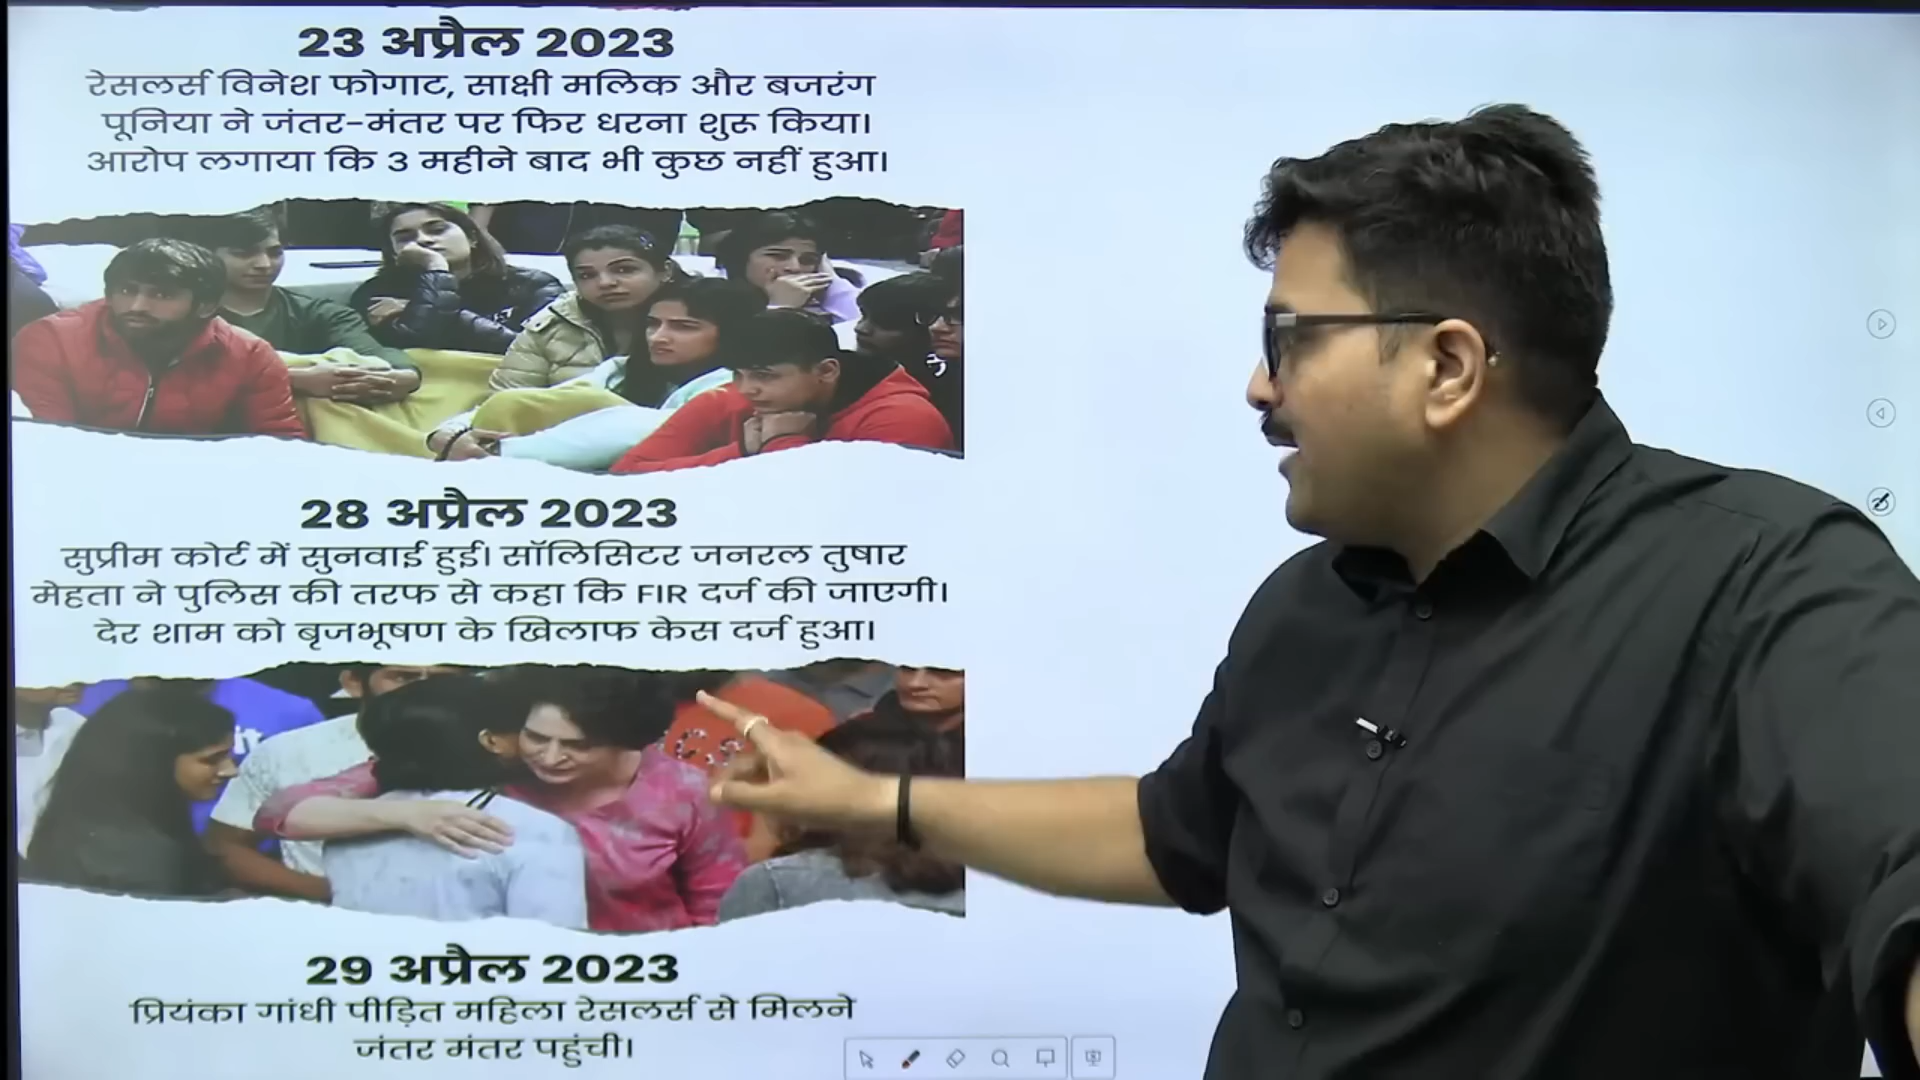 23 अप्रैल 2023
रेसलर्स विनेश फोगाट, साक्षी मलिक और बजरंग
पूनिया ने जंतर-मंतर पर फिर धरना शुरू किया।
आरोप लगाया कि 3 महीने बाद भी कुछ नहीं हुआ।
28 अप्रैल 2023
सुप्रीम कोर्ट में सुनवाई हुई। सॉलिसिटर जनरल तुषार
मेहता ने पुलिस की तरफ से कहा कि FIR दर्ज की जाएगी।
देर शाम को बृजभूषण के खिलाफ केस दर्ज हुआ।
29 अप्रैल 2023
प्रियंका गांधी पीड़ित महिला रेसलर्स से मिलने
जंतर मंतर पहुंची।